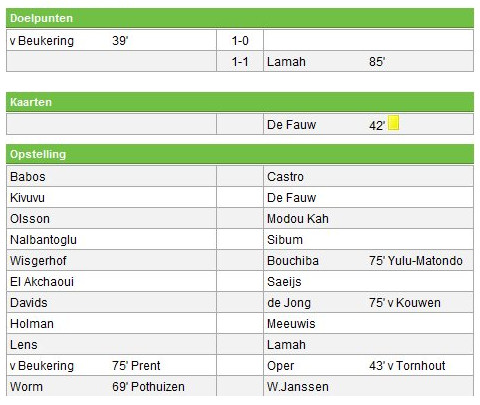 Doelpunten
v Beukering 39' 1-0
1-1 Lamah 85'
Kaarten
De Fauw 42'
Opstelling
Babos Castro
Kivuvu De Fauw
Olsson Modou Kah
Nalbantoglu Sibum
Wisgerhof Bouchiba 75' Yulu-Matondo
El Akchaoui Saeijs
Davids de Jong 75' v Kouwen
Holman Meeuwis
Lens Lamah
v Beukering 75' Prent Oper 43' v Tornhout
Worm 69' Pothuizen W.Janssen